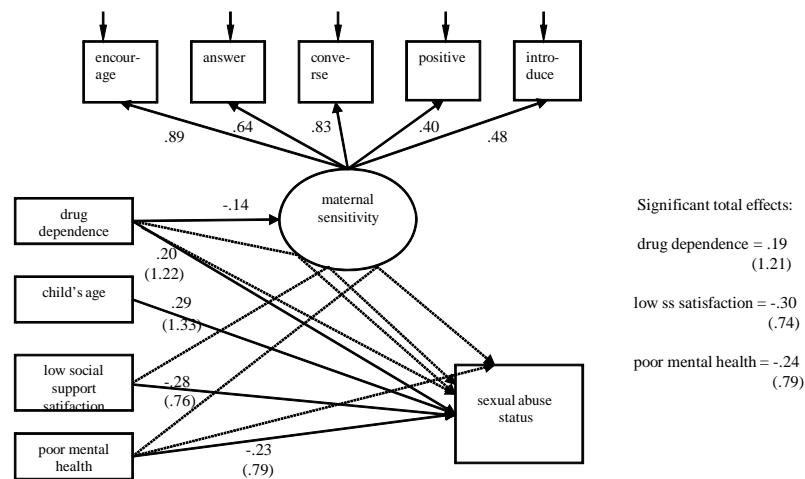 encour-
age
answer
conve-
rse
positive
intro-
duce
.89
.64
.83
.40
.48
maternal
sensitivity
drug
dependence
-.14
.20
(1.22)
child's age
.29
(1.33)
low social
support
satifaction
-.28
(.76)
poor mental
health
-.23
(.79)
sexual abuse
status
Significant total effects:
drug dependence = .19
(1.21)
low ss satisfaction = -.30
(.74)
poor mental health = -.24
(.79)